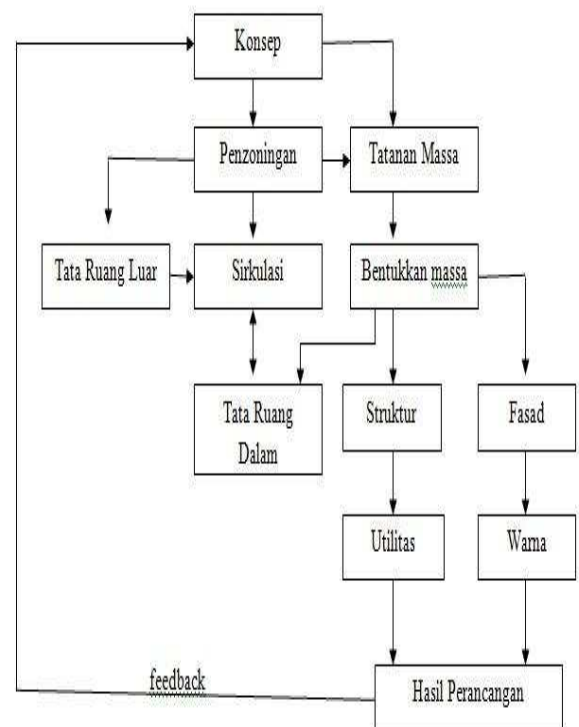 Konsep
Penzoningan
Tatanan Massa
Tata Ruang Luar
Sirkulasi
Bentukkan massa
Tata Ruang
Dalam
Struktur
Fasad
Utilitas
Warna
feedback
Hasil Perancangan